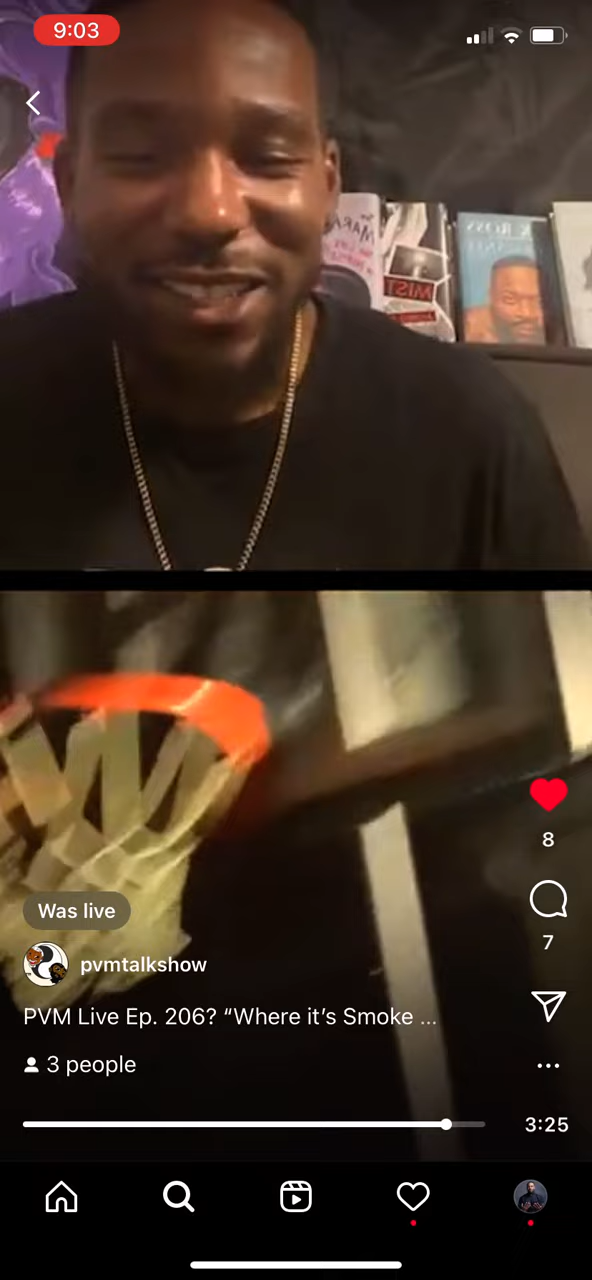 9:03
Was live
8
7
pvmtalkshow
PVM Live Ep. 206? “Where it’s Smoke ...
3 people
3:25